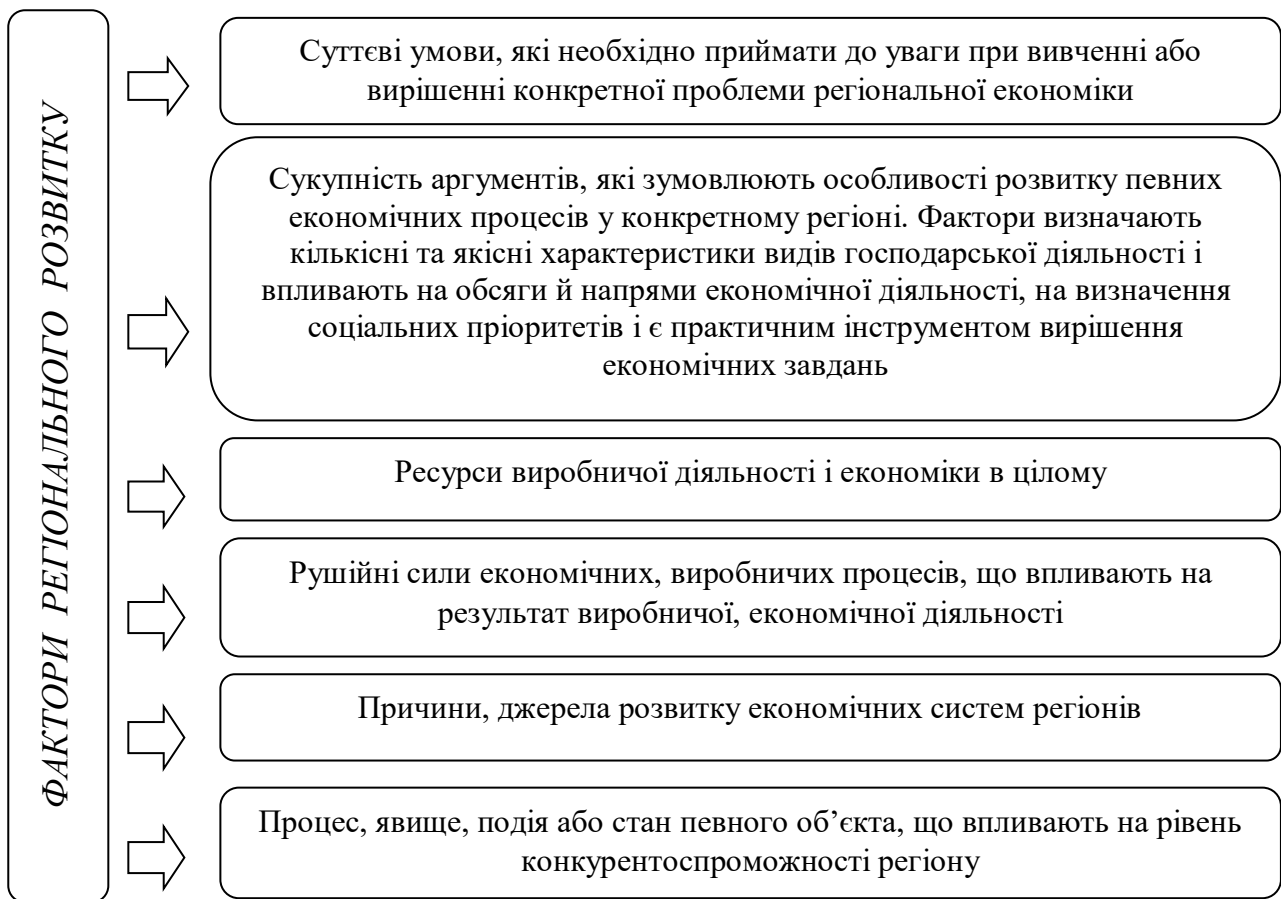 ФАКТОРИ РЕГІОНАЛЬНОГО РОЗВИТКУ
Суттєві умови, які необхідно приймати до уваги при вивченні або
вирішенні конкретної проблеми регіональної економіки
Сукупність аргументів, які зумовлюють особливості розвитку певних
економічних процесів у конкретному регіоні. Фактори визначають
кількісні та якісні характеристики видів господарської діяльності і
впливають на обсяги й напрями економічної діяльності, на визначення
соціальних пріоритетів і є практичним інструментом вирішення
економічних завдань
Ресурси виробничої діяльності і економіки в цілому
Рушійні сили економічних, виробничих процесів, що впливають на
результат виробничої, економічної діяльності
Причини, джерела розвитку економічних систем регіонів
Процес, явище, подія або стан певного об’єкта, що впливають на рівень
конкурентоспроможності регіону